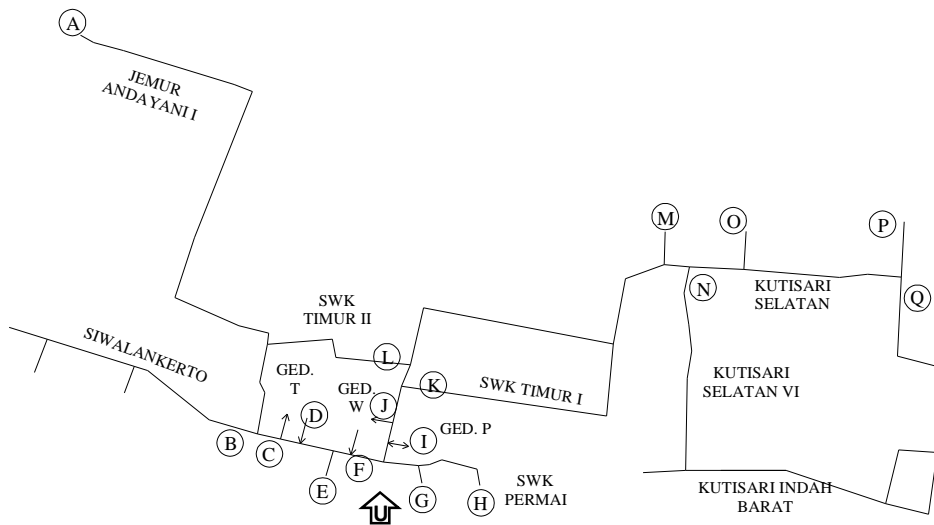 A
JEMUR
ANDAYANI I
M
O
P
N
KUTISARI
SELATAN
Q
SWK
TIMUR II
SIWALANKERTO
L
GED.
T
GED.
W
K
SWK TIMUR I
KUTISARI
SELATAN VI
D
J
GED. P
I
B
C
E
F
G
H
SWK
PERMAI
KUTISARI INDAH
BARAT
U